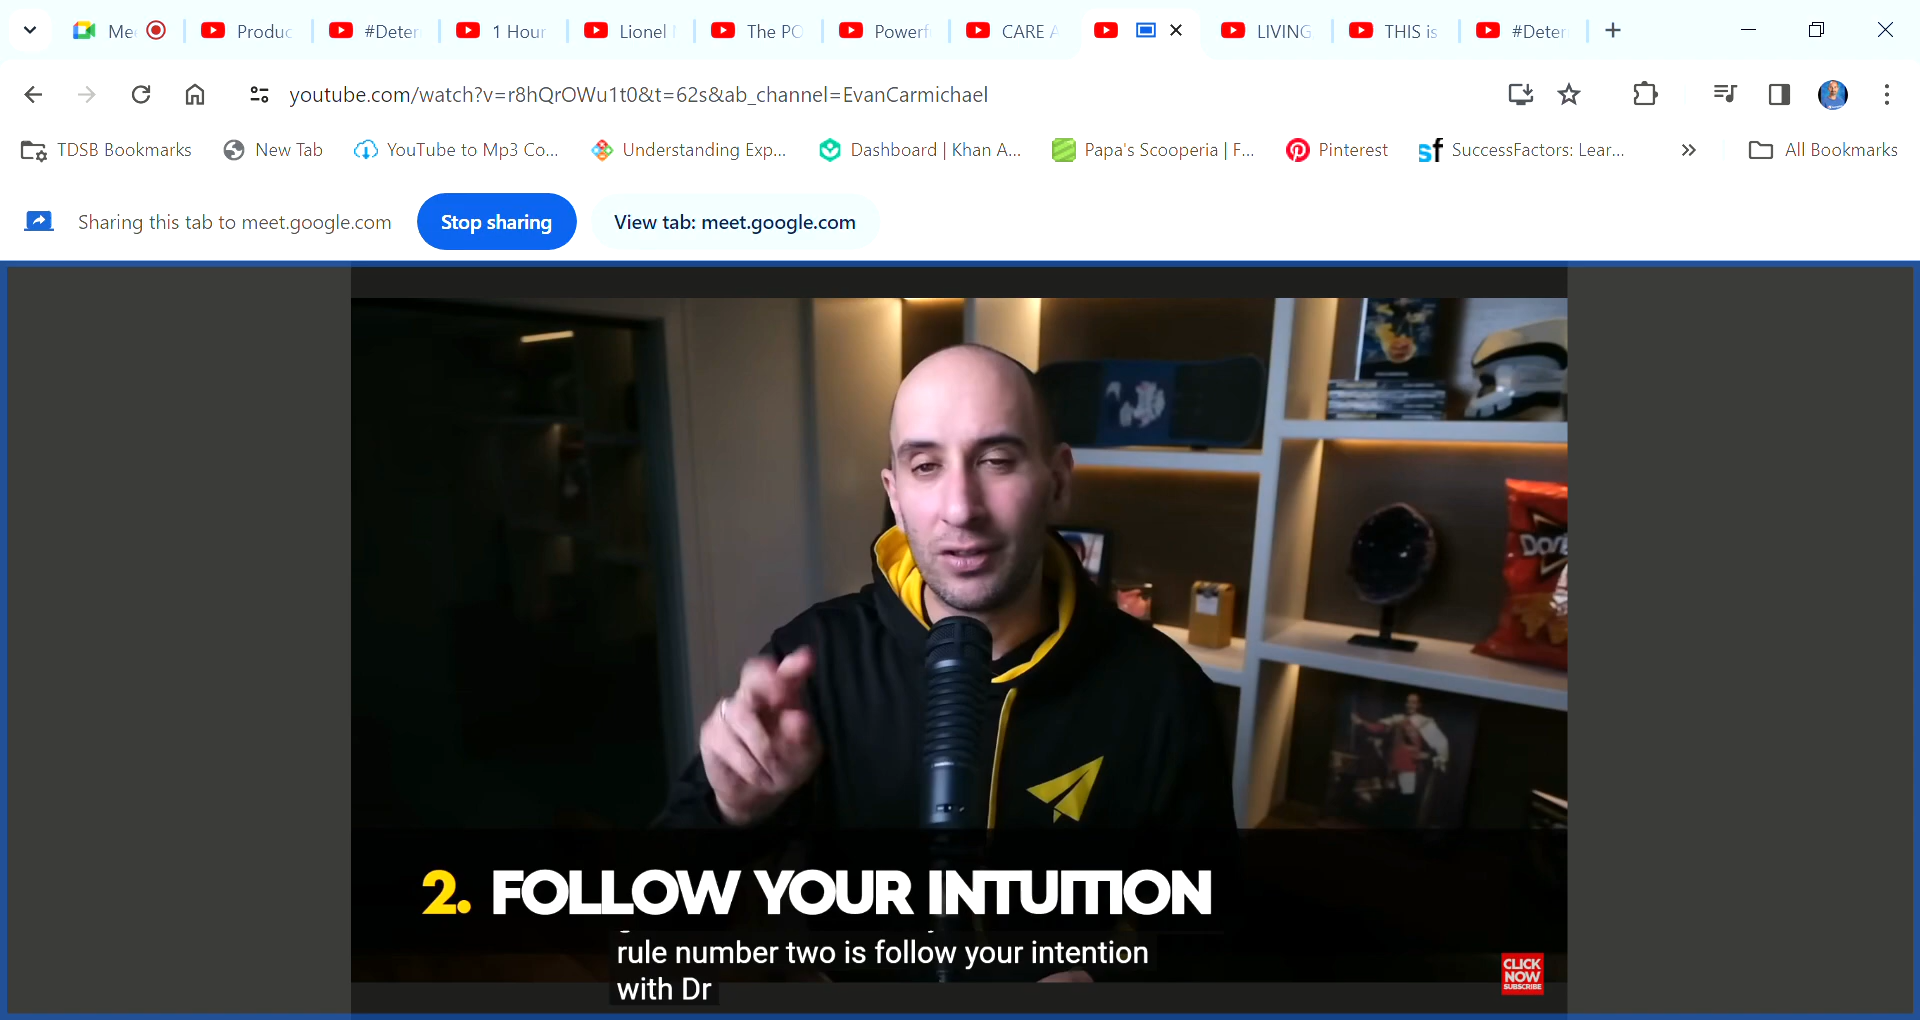 Me
Produc
#Deter
1 Hour
Lionel
The PO
Powerf
CARE A
LIVING
THIS is
#Deter
youtube.com/watch?v=r8hQrOWu1t0&t=62s&ab_channel=EvanCarmichael
TDSB Bookmarks
New Tab
YouTube to Mp3 Co...
Understanding Exp...
Dashboard | Khan A...
Papa's Scooperia | F...
Pinterest
sf SuccessFactors: Lear...
All Bookmarks
Sharing this tab to meet.google.com
Stop sharing
View tab: meet.google.com
2. FOLLOW YOUR INTUITION
rule number two is follow your intention
with Dr
CLICK
NOW
SUBSCRIBE